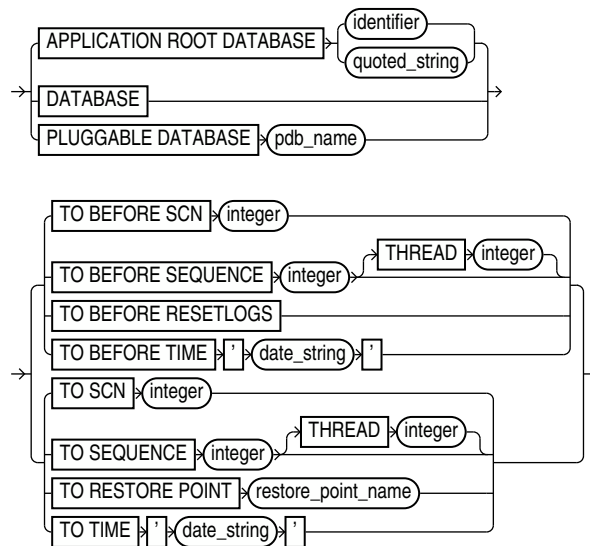 APPLICATION ROOT DATABASE identifier
quoted_string
DATABASE
PLUGGABLE DATABASE pdb_name
TO BEFORE SCN integer
THREAD integer
TO BEFORE SEQUENCE integer
TO BEFORE RESETLOGS
TO BEFORE TIME ' date_string '
TO SCN integer
THREAD integer
TO SEQUENCE integer
TO RESTORE POINT restore_point_name
TO TIME ' date_string '